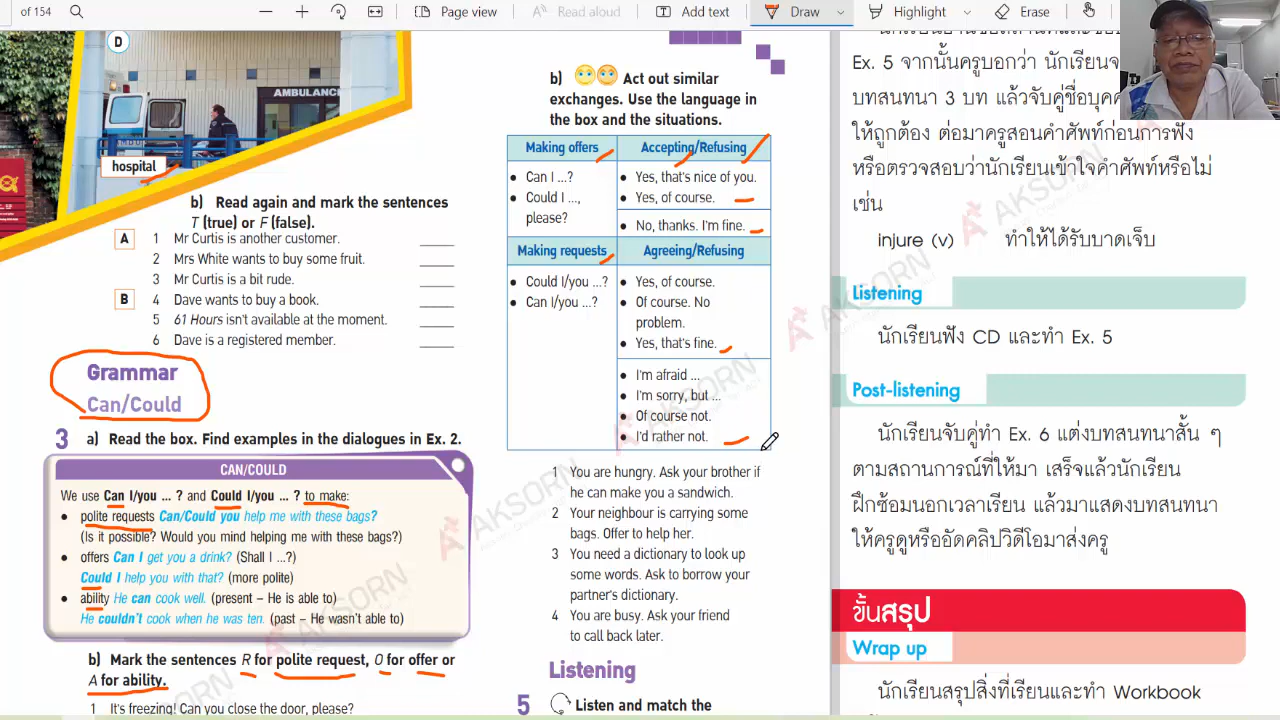 of 154
Page view
Read aloud
Add text
Draw
Highlight
Erase
D
AMBULANCE
hospital
b) Read again and mark the sentences
T (true) or F (false).
A 1 Mr Curtis is another customer. ____
2 Mrs White wants to buy some fruit. ____
3 Mr Curtis is a bit rude. ____
B 4 Dave wants to buy a book. ____
5 61 Hours isn't available at the moment. ____
6 Dave is a registered member. ____
Grammar
Can/Could
3 a) Read the box. Find examples in the dialogues in Ex. 2.
CAN/COULD
We use Can I/you ... ? and Could I/you ... ? to make:
• polite requests Can/Could you help me with these bags?
(Is it possible? Would you mind helping me with these bags?)
• offers Can I get you a drink? (Shall I ...?)
Could I help you with that? (more polite)
• ability He can cook well. (present – He is able to)
He couldn't cook when he was ten. (past – He wasn't able to)
b) Mark the sentences R for polite request, O for offer or
A for ability.
1 It's freezing! Can you close the door, please?
b) Act out similar
exchanges. Use the language in
the box and the situations.
Making offers
Accepting/Refusing
• Can I ...?
• Could I ...,
please?
• Yes, that's nice of you.
• Yes, of course.
• No, thanks. I'm fine.
Making requests
Agreeing/Refusing
• Could I/you ...?
• Can I/you ...?
• Yes, of course.
• Of course. No
problem.
• Yes, that's fine.
• I'm afraid ...
• I'm sorry, but ...
• Of course not.
• I'd rather not.
1 You are hungry. Ask your brother if
he can make you a sandwich.
2 Your neighbour is carrying some
bags. Offer to help her.
3 You need a dictionary to look up
some words. Ask to borrow your
partner's dictionary.
4 You are busy. Ask your friend
to call back later.
Listening
5 Listen and match the
Ex. 5 จากนั้นครูบอกว่า นักเรียน
บทสนทนา 3 บท แล้วจับคู่ชื่อบุคค
ให้ถูกต้อง ต่อมาครูสอนคำศัพท์ก่อนการฟัง
หรือตรวจสอบว่านักเรียนเข้าใจคำศัพท์หรือไม่
เช่น
injure (v) ทำให้ได้รับบาดเจ็บ
Listening
นักเรียนฟัง CD และทำ Ex. 5
Post-listening
นักเรียนจับคู่ทำ Ex. 6 แต่งบทสนทนาสั้น ๆ
ตามสถานการณ์ที่ให้มา เสร็จแล้วนักเรียน
ฝึกซ้อมนอกเวลาเรียน แล้วมาแสดงบทสนทนา
ให้ครูดูหรืออัดคลิปวิดีโอมาส่งครู
ขั้นสรุป
Wrap up
นักเรียนสรุปสิ่งที่เรียนและทำ Workbook
AKSORN